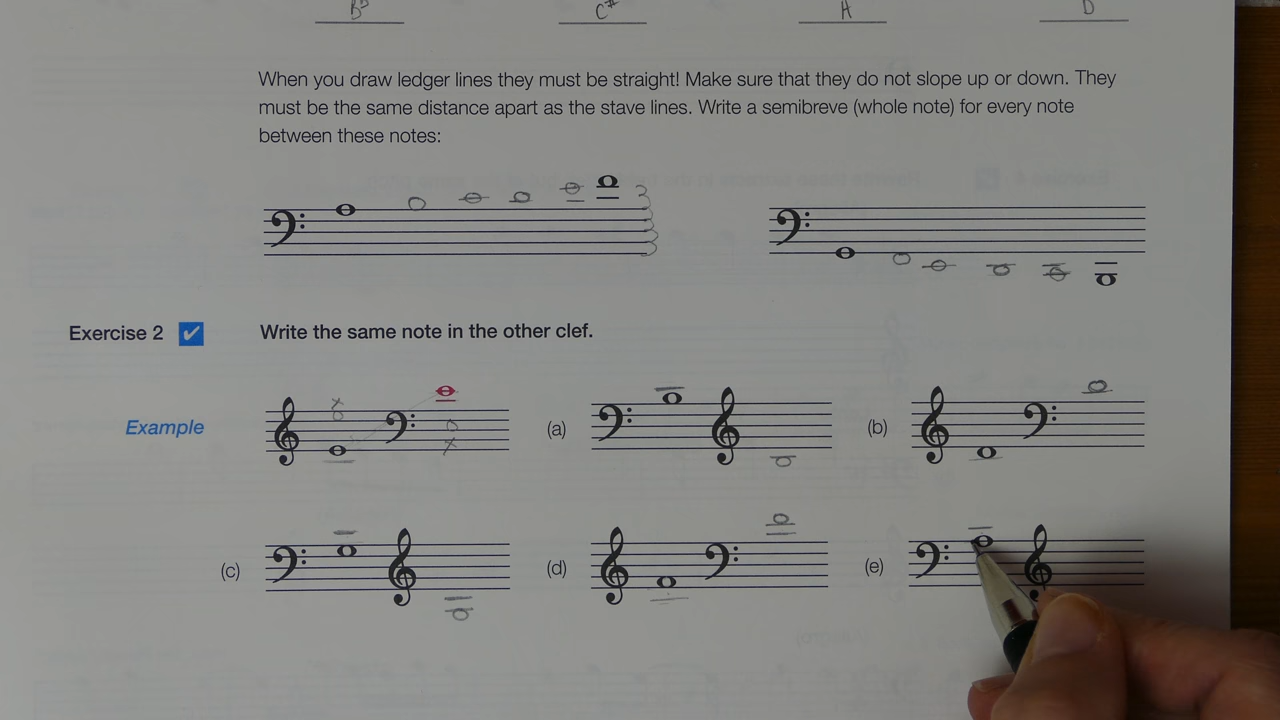 B♭ C# A D
When you draw ledger lines they must be straight! Make sure that they do not slope up or down. They
must be the same distance apart as the stave lines. Write a semibreve (whole note) for every note
between these notes:
Exercise 2 ✔ Write the same note in the other clef.
Example (a) (b)
(c) (d) (e)